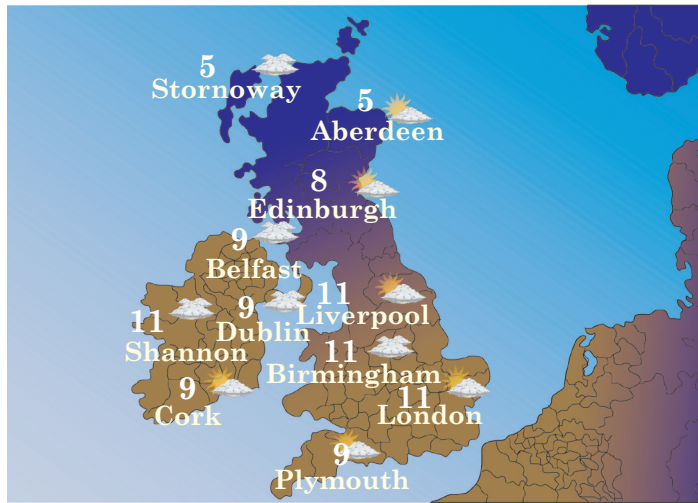 5
Stornoway
5
Aberdeen
8
Edinburgh
9
Belfast
11
Liverpool
9
Dublin
11
Shannon
11
Birmingham
9
Cork
11
London
9
Plymouth